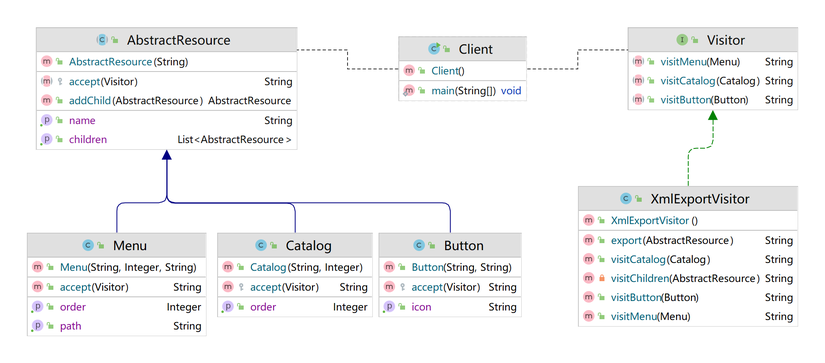 AbstractResource
AbstractResource(String)
accept(Visitor) String
addChild(AbstractResource) AbstractResource
name String
children List<AbstractResource>
Client
Client()
main(String[]) void
Visitor
visitMenu(Menu) String
visitCatalog(Catalog) String
visitButton(Button) String
Menu
Menu(String, Integer, String)
accept(Visitor) String
order Integer
path String
Catalog
Catalog(String, Integer)
accept(Visitor) String
order Integer
Button
Button(String, String)
accept(Visitor) String
icon String
XmlExportVisitor
XmlExportVisitor()
export(AbstractResource) String
visitCatalog(Catalog) String
visitChildren(AbstractResource) String
visitButton(Button) String
visitMenu(Menu) String